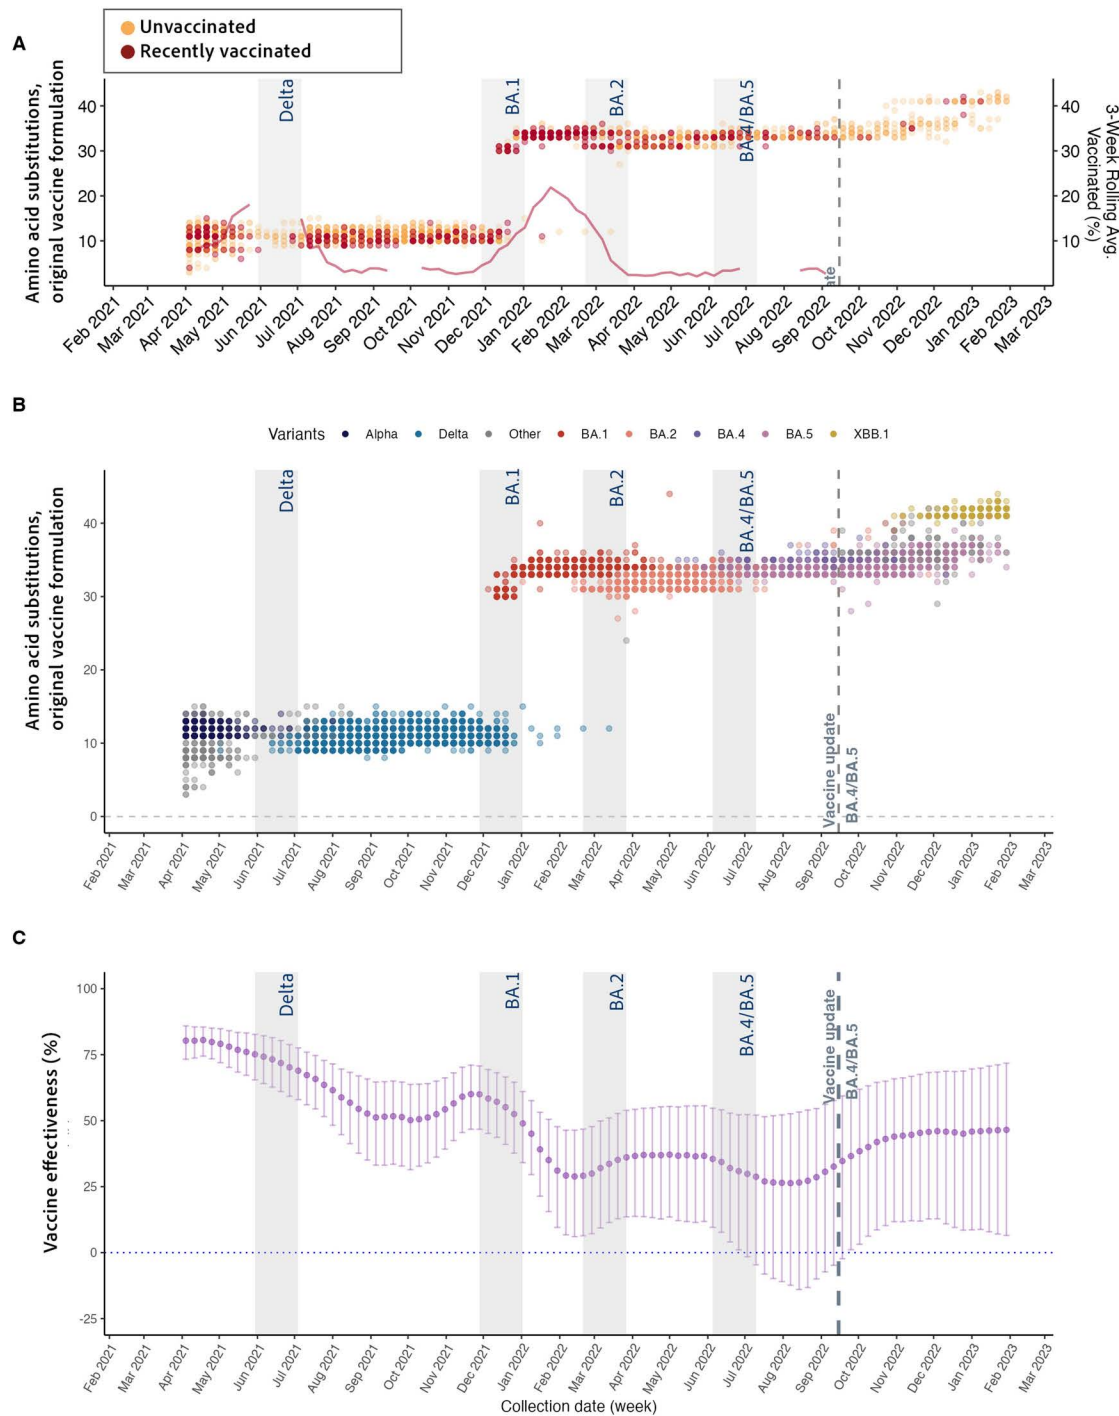 Unvaccinated
Recently vaccinated
A
Amino acid substitutions,
original vaccine formulation
40
30
20
10
Delta
BA.1
BA.2
BA.4/BA.5
ate
40
30
20
10
3-Week Rolling Avg.
Vaccinated (%)
Feb 2021
Mar 2021
Apr 2021
May 2021
Jun 2021
Jul 2021
Aug 2021
Sep 2021
Oct 2021
Nov 2021
Dec 2021
Jan 2022
Feb 2022
Mar 2022
Apr 2022
May 2022
Jun 2022
Jul 2022
Aug 2022
Sep 2022
Oct 2022
Nov 2022
Dec 2022
Jan 2023
Feb 2023
Mar 2023
B
Variants Alpha Delta Other BA.1 BA.2 BA.4 BA.5 XBB.1
Amino acid substitutions,
original vaccine formulation
40
30
20
10
0
Delta
BA.1
BA.2
BA.4/BA.5
Vaccine update
BA.4/BA.5
Feb 2021
Mar 2021
Apr 2021
May 2021
Jun 2021
Jul 2021
Aug 2021
Sep 2021
Oct 2021
Nov 2021
Dec 2021
Jan 2022
Feb 2022
Mar 2022
Apr 2022
May 2022
Jun 2022
Jul 2022
Aug 2022
Sep 2022
Oct 2022
Nov 2022
Dec 2022
Jan 2023
Feb 2023
Mar 2023
C
Vaccine effectiveness (%)
100
75
50
25
0
-25
Delta
BA.1
BA.2
BA.4/BA.5
Vaccine update
BA.4/BA.5
Feb 2021
Mar 2021
Apr 2021
May 2021
Jun 2021
Jul 2021
Aug 2021
Sep 2021
Oct 2021
Nov 2021
Dec 2021
Jan 2022
Feb 2022
Mar 2022
Apr 2022
May 2022
Jun 2022
Jul 2022
Aug 2022
Sep 2022
Oct 2022
Nov 2022
Dec 2022
Jan 2023
Feb 2023
Mar 2023
Collection date (week)